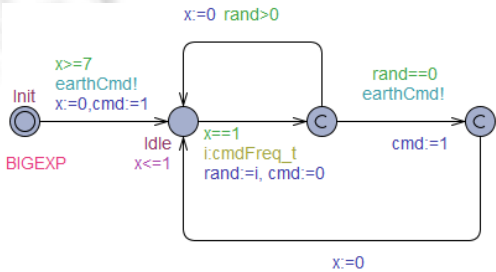 x:=0 rand>0
x>=7
earthCmd!
x:=0,cmd:=1
Init
BIGEXP
Idle
x<=1
x==1
i:cmdFreq_t
rand:=i, cmd:=0
C
rand==0
earthCmd!
cmd:=1
C
x:=0